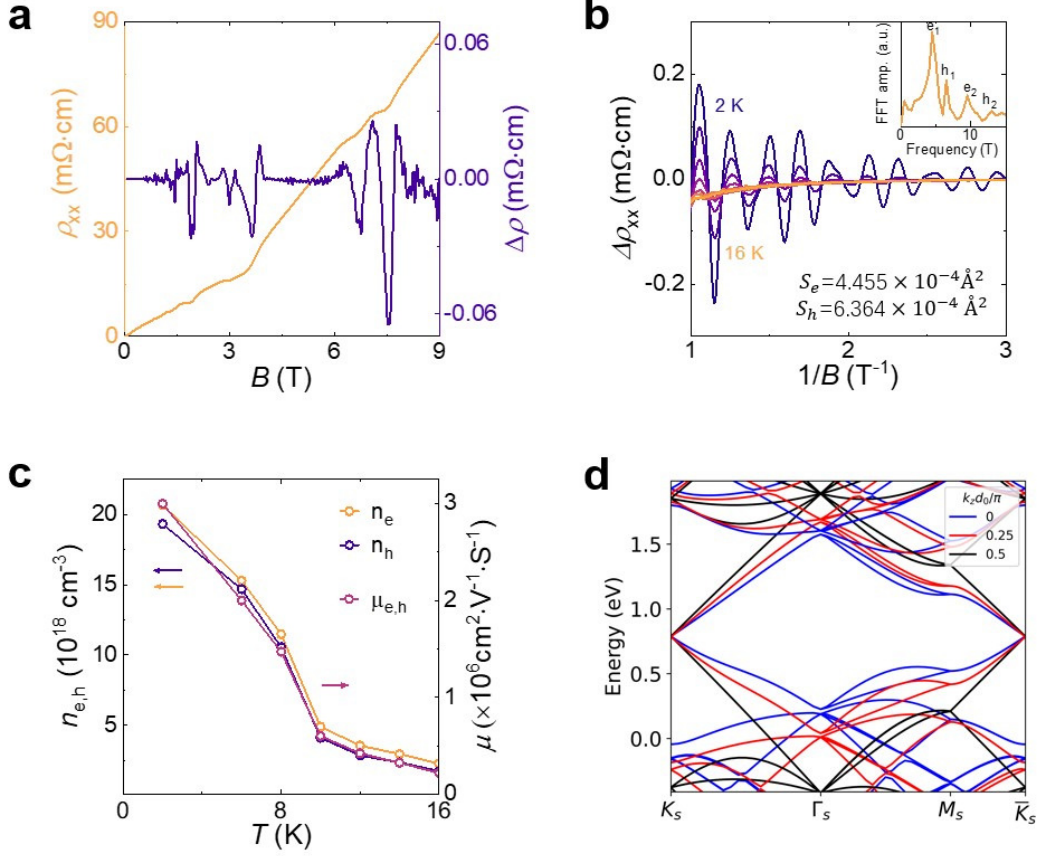 a
90
60
30
0
ρxx (mΩ·cm)
0.06
0.00
-0.06
Δρ (mΩ·cm)
0
3
6
9
B (T)
b
0.2
0.0
-0.2
Δρxx (mΩ·cm)
2 K
16 K
Se=4.455 × 10⁻⁴Å²
Sh=6.364 × 10⁻⁴ Å²
FFT amp. (a.u.)
e₁
h₁
e₂
h₂
0
10
Frequency (T)
1
2
3
1/B (T⁻¹)
c
20
15
10
5
nₑ,ₕ (10¹⁸ cm⁻³)
nₑ
nₕ
μₑ,ₕ
3
2
1
0
μ (×10⁶cm²·V⁻¹·S⁻¹)
0
8
16
T (K)
d
1.5
1.0
0.5
0.0
Energy (eV)
kzd₀/π
0
0.25
0.5
Kₛ
Γₛ
Mₛ
K̅ₛ